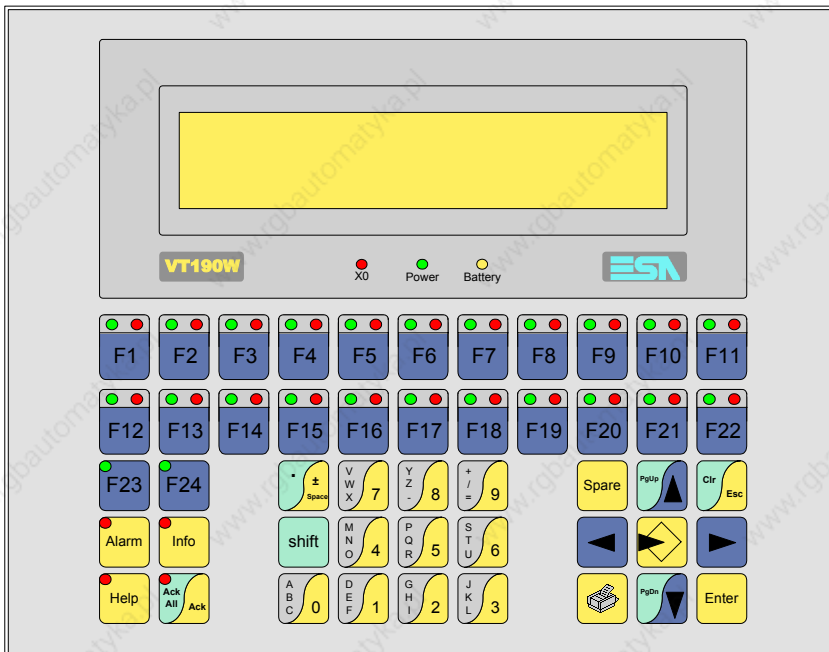 VT190W
X0 Power Battery
ESA
F1 F2 F3 F4 F5 F6 F7 F8 F9 F10 F11
F12 F13 F14 F15 F16 F17 F18 F19 F20 F21 F22
F23 F24 . ± Space V W X 7 Y Z - 8 + / = 9 Spare PgUp Clr Esc
Alarm Info shift M N O 4 P Q R 5 S T U 6
Help Ack All Ack A B C 0 D E F 1 G H I 2 J K L 3 PgDn Enter
www.rgbautomatyka.pl